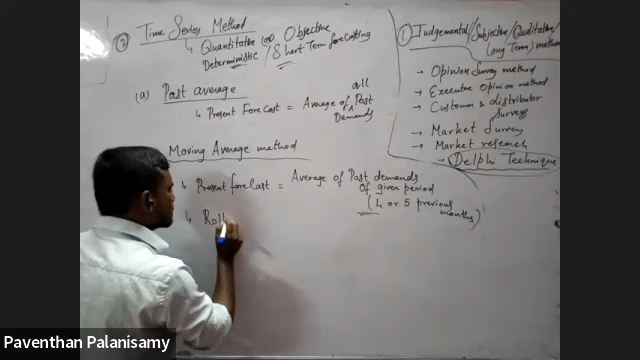 ② Time Series Method
↳ Quantitative (or) Objective
Deterministic / Short Term forecasting
(a) Past average
↳ Present Forecast = Average of all Past
Demands
Moving Average method
↳ Present forecast = Average of Past demands
of given period
(4 or 5 previous
months)
↳ Roll
① Judgemental/Subjective/Qualitative/
(Long Term) method
→ Opinion Survey method
→ Executive Opinion method
→ Customer & distributor
Surveys
→ Market Survey
→ Market research
→ Delphi Technique
Paventhan Palanisamy